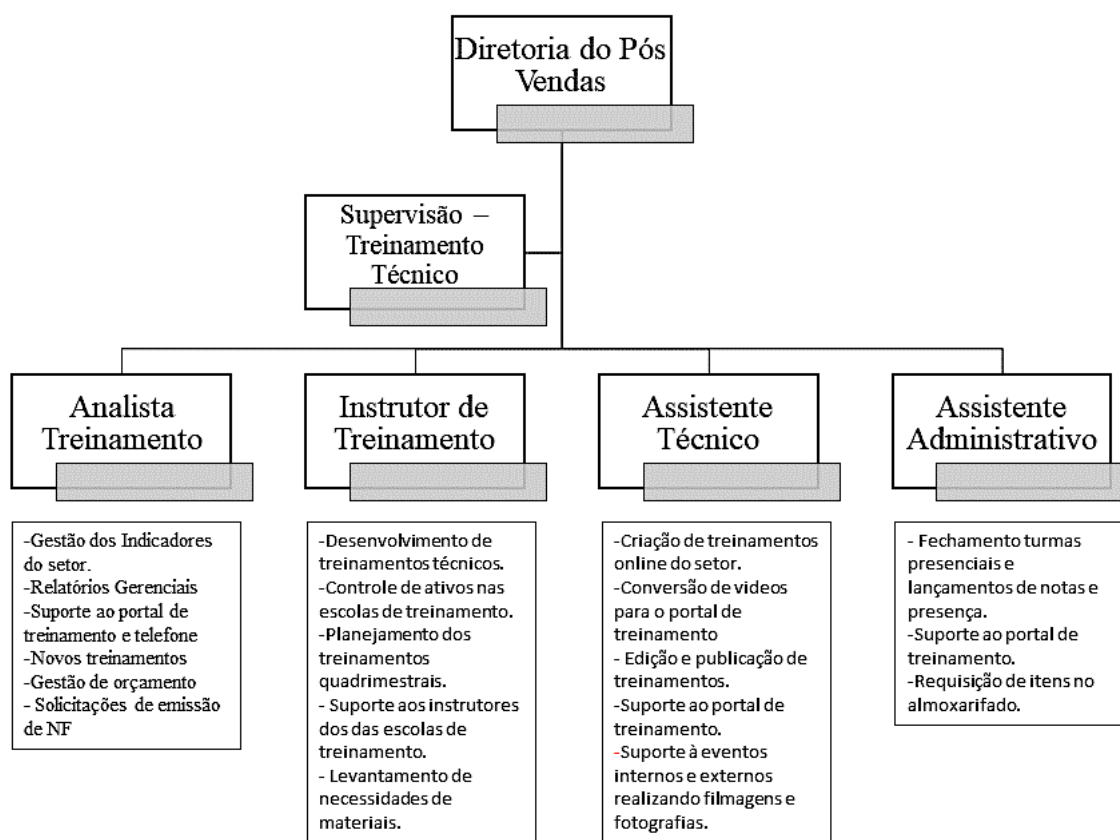 Diretoria do Pós
Vendas
Supervisão –
Treinamento
Técnico
Analista
Treinamento
Instrutor de
Treinamento
Assistente
Técnico
Assistente
Administrativo
-Gestão dos Indicadores
do setor.
-Relatórios Gerenciais
-Suporte ao portal de
treinamento e telefone
-Novos treinamentos
-Gestão de orçamento
- Solicitações de emissão
de NF
-Desenvolvimento de
treinamentos técnicos.
-Controle de ativos nas
escolas de treinamento.
-Planejamento dos
treinamentos
quadrimestrais.
- Suporte aos instrutores
dos das escolas de
treinamento.
- Levantamento de
necessidades de
materiais.
-Criação de treinamentos
online do setor.
-Conversão de videos
para o portal de
treinamento
- Edição e publicação de
treinamentos.
-Suporte ao portal de
treinamento.
-Suporte à eventos
internos e externos
realizando filmagens e
fotografias.
- Fechamento turmas
presenciais e
lançamentos de notas e
presença.
-Suporte ao portal de
treinamento.
-Requisição de itens no
almoxarifado.